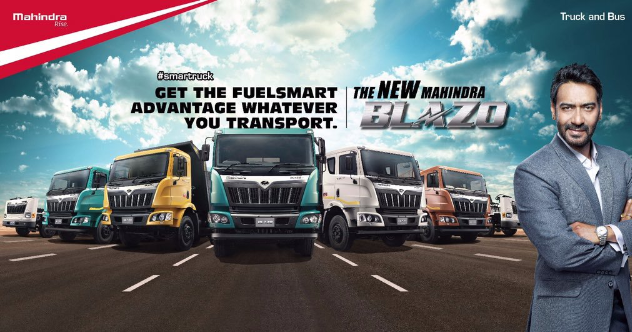 Mahindra
Rise
Truck and Bus
#smartruck
GET THE FUELSMART
ADVANTAGE WHATEVER
YOU TRANSPORT.
THE NEW MAHINDRA
BLAZO